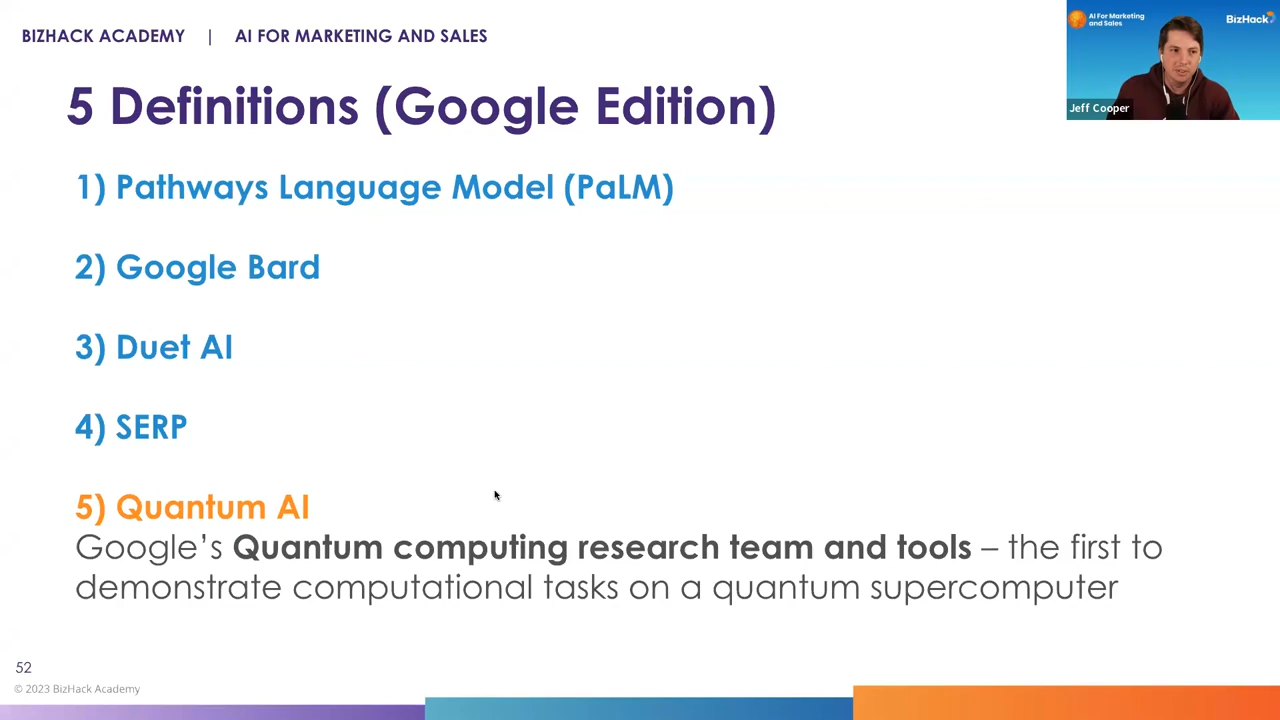 BIZHACK ACADEMY | AI FOR MARKETING AND SALES
AI For Marketing
and Sales
BizHack
Jeff Cooper
5 Definitions (Google Edition)
1) Pathways Language Model (PaLM)
2) Google Bard
3) Duet AI
4) SERP
5) Quantum AI
Google’s Quantum computing research team and tools – the first to
demonstrate computational tasks on a quantum supercomputer
52
© 2023 BizHack Academy